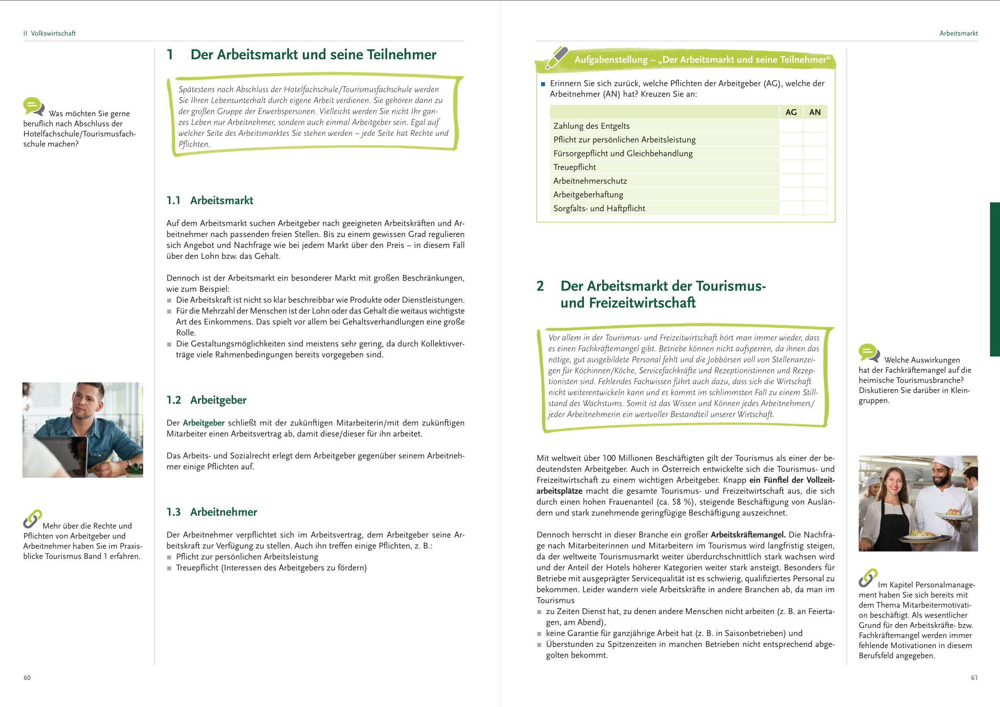 II Volkswirtschaft
1 Der Arbeitsmarkt und seine Teilnehmer
Spätestens nach Abschluss der Hotelfachschule/Tourismusfachschule werden
Sie Ihren Lebensunterhalt durch eigene Arbeit verdienen. Sie gehören dann zu
der großen Gruppe der Erwerbspersonen. Vielleicht werden Sie nicht Ihr gan-
zes Leben nur Arbeitnehmer, sondern auch einmal Arbeitgeber sein. Egal auf
welcher Seite des Arbeitsmarktes Sie stehen werden – jede Seite hat Rechte und
Pflichten.
Was möchten Sie gerne
beruflich nach Abschluss der
Hotelfachschule/Tourismusfach-
schule machen?
1.1 Arbeitsmarkt
Auf dem Arbeitsmarkt suchen Arbeitgeber nach geeigneten Arbeitskräften und Ar-
beitnehmer nach passenden freien Stellen. Bis zu einem gewissen Grad regulieren
sich Angebot und Nachfrage wie bei jedem Markt über den Preis – in diesem Fall
über den Lohn bzw. das Gehalt.
Dennoch ist der Arbeitsmarkt ein besonderer Markt mit großen Beschränkungen,
wie zum Beispiel:
■ Die Arbeitskraft ist nicht so klar beschreibbar wie Produkte oder Dienstleistungen.
■ Für die Mehrzahl der Menschen ist der Lohn oder das Gehalt die weitaus wichtigste
Art des Einkommens. Das spielt vor allem bei Gehaltsverhandlungen eine große
Rolle.
■ Die Gestaltungsmöglichkeiten sind meistens sehr gering, da durch Kollektivver-
träge viele Rahmenbedingungen bereits vorgegeben sind.
1.2 Arbeitgeber
Der Arbeitgeber schließt mit der zukünftigen Mitarbeiterin/mit dem zukünftigen
Mitarbeiter einen Arbeitsvertrag ab, damit diese/dieser für ihn arbeitet.
Das Arbeits- und Sozialrecht erlegt dem Arbeitgeber gegenüber seinem Arbeitneh-
mer einige Pflichten auf.
1.3 Arbeitnehmer
Der Arbeitnehmer verpflichtet sich im Arbeitsvertrag, dem Arbeitgeber seine Ar-
beitskraft zur Verfügung zu stellen. Auch ihn treffen einige Pflichten, z. B.:
■ Pflicht zur persönlichen Arbeitsleistung
■ Treuepflicht (Interessen des Arbeitgebers zu fördern)
Mehr über die Rechte und
Pflichten von Arbeitgeber und
Arbeitnehmer haben Sie im Praxis-
blicke Tourismus Band 1 erfahren.
60
Arbeitsmarkt
Aufgabenstellung – „Der Arbeitsmarkt und seine Teilnehmer“
■ Erinnern Sie sich zurück, welche Pflichten der Arbeitgeber (AG), welche der
Arbeitnehmer (AN) hat? Kreuzen Sie an:
AG AN
Zahlung des Entgelts
Pflicht zur persönlichen Arbeitsleistung
Fürsorgepflicht und Gleichbehandlung
Treuepflicht
Arbeitnehmerschutz
Arbeitgeberhaftung
Sorgfalts- und Haftpflicht
2 Der Arbeitsmarkt der Tourismus-
und Freizeitwirtschaft
Vor allem in der Tourismus- und Freizeitwirtschaft hört man immer wieder, dass
es einen Fachkräftemangel gibt. Betriebe können nicht aufsperren, da ihnen das
nötige, gut ausgebildete Personal fehlt und die Jobbörsen voll von Stellenanzei-
gen für Köchinnen/Köche, Servicefachkräfte und Rezeptionistinnen und Rezep-
tionisten sind. Fehlendes Fachwissen führt auch dazu, dass sich die Wirtschaft
nicht weiterentwickeln kann und es kommt im schlimmsten Fall zu einem Still-
stand des Wachstums. Somit ist das Wissen und Können jedes Arbeitnehmers/
jeder Arbeitnehmerin ein wertvoller Bestandteil unserer Wirtschaft.
Welche Auswirkungen
hat der Fachkräftemangel auf die
heimische Tourismusbranche?
Diskutieren Sie darüber in Klein-
gruppen.
Mit weltweit über 100 Millionen Beschäftigten gilt der Tourismus als einer der be-
deutendsten Arbeitgeber. Auch in Österreich entwickelte sich die Tourismus- und
Freizeitwirtschaft zu einem wichtigen Arbeitgeber. Knapp ein Fünftel der Vollzeit-
arbeitsplätze macht die gesamte Tourismus- und Freizeitwirtschaft aus, die sich
durch einen hohen Frauenanteil (ca. 58 %), steigende Beschäftigung von Auslän-
dern und stark zunehmende geringfügige Beschäftigung auszeichnet.
Dennoch herrscht in dieser Branche ein großer Arbeitskräftemangel. Die Nachfra-
ge nach Mitarbeiterinnen und Mitarbeitern im Tourismus wird langfristig steigen,
da der weltweite Tourismusmarkt weiter überdurchschnittlich stark wachsen wird
und der Anteil der Hotels höherer Kategorien weiter stark ansteigt. Besonders für
Betriebe mit ausgeprägter Servicequalität ist es schwierig, qualifiziertes Personal zu
bekommen. Leider wandern viele Arbeitskräfte in andere Branchen ab, da man im
Tourismus
■ zu Zeiten Dienst hat, zu denen andere Menschen nicht arbeiten (z. B. an Feierta-
gen, am Abend),
■ keine Garantie für ganzjährige Arbeit hat (z. B. in Saisonbetrieben) und
■ Überstunden zu Spitzenzeiten in manchen Betrieben nicht entsprechend abge-
golten bekommt.
Im Kapitel Personalmanage-
ment haben Sie sich bereits mit
dem Thema Mitarbeitermotivati-
on beschäftigt. Als wesentlicher
Grund für den Arbeitskräfte- bzw.
Fachkräftemangel werden immer
fehlende Motivationen in diesem
Berufsfeld angegeben.
61